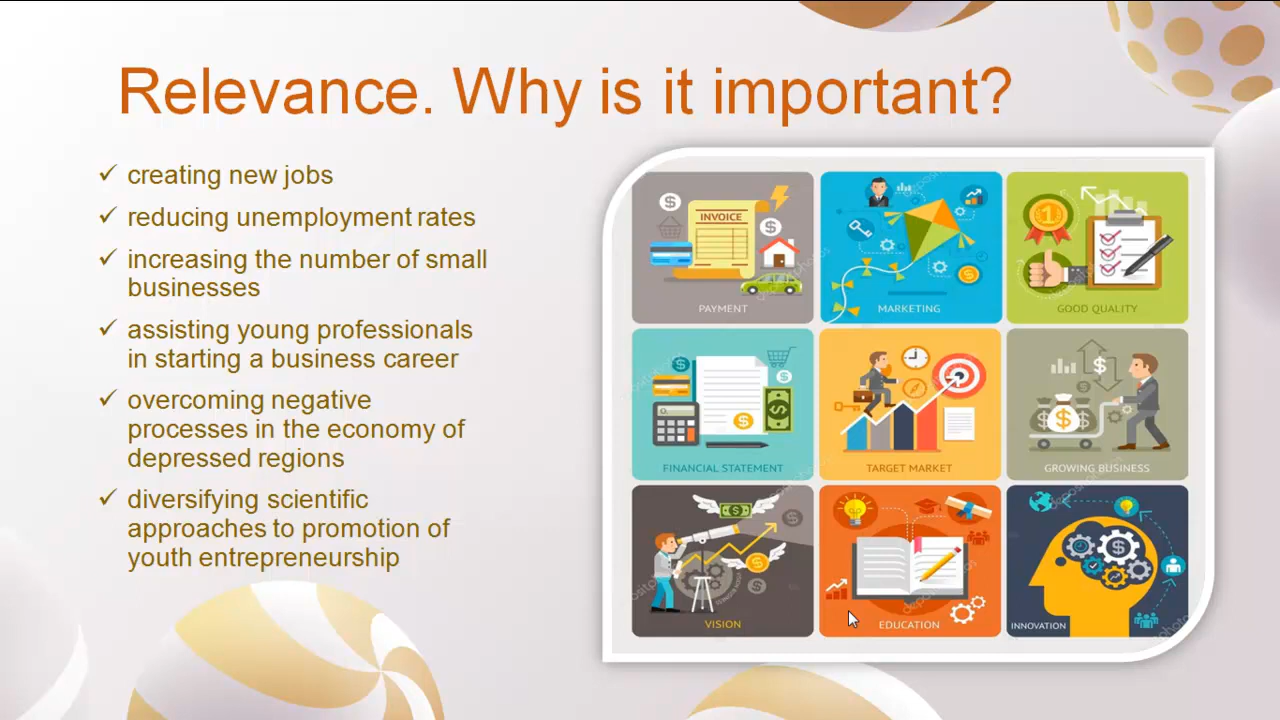 Relevance. Why is it important?
✓ creating new jobs
✓ reducing unemployment rates
✓ increasing the number of small
businesses
✓ assisting young professionals
in starting a business career
✓ overcoming negative
processes in the economy of
depressed regions
✓ diversifying scientific
approaches to promotion of
youth entrepreneurship
INVOICE
PAYMENT
MARKETING
1
GOOD QUALITY
FINANCIAL STATEMENT
TARGET MARKET
GROWING BUSINESS
VISION
EDUCATION
INNOVATION